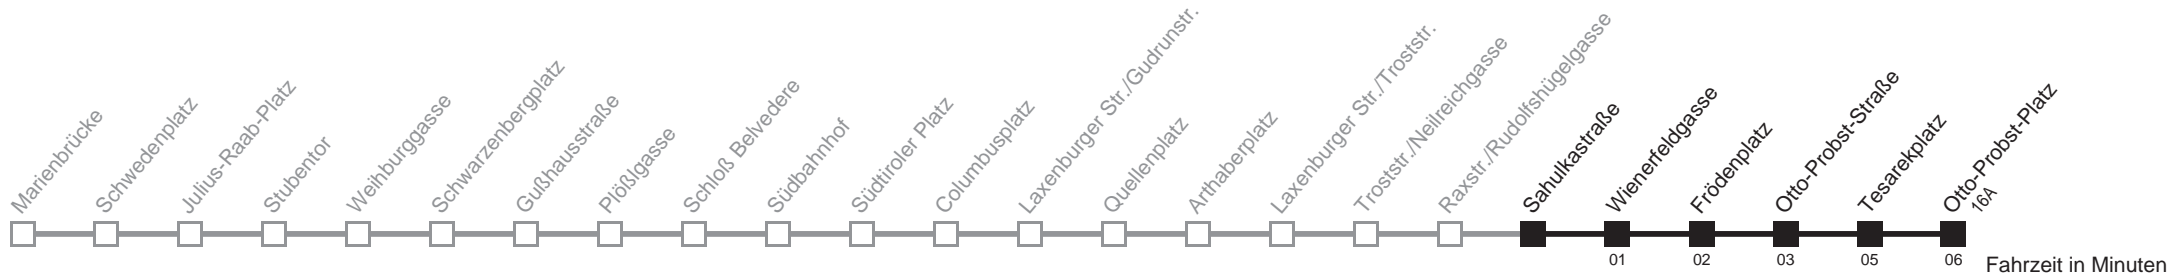 Marienbrücke
Schwedenplatz
Julius-Raab-Platz
Stubentor
Weihburggasse
Schwarzenbergplatz
Gußhausstraße
Plößlgasse
Schloß Belvedere
Südbahnhof
Südtiroler Platz
Columbusplatz
Laxenburger Str./Gudrunstr.
Quellenplatz
Arthaberplatz
Laxenburger Str./Troststr.
Troststr./Neilreichgasse
Raxstr./Rudolfshügelgasse
Sahulkastraße
Wienerfeldgasse
Frödenplatz
Otto-Probst-Straße
Tesarekplatz
Otto-Probst-Platz
16A
01 02 03 05 06 Fahrzeit in Minuten